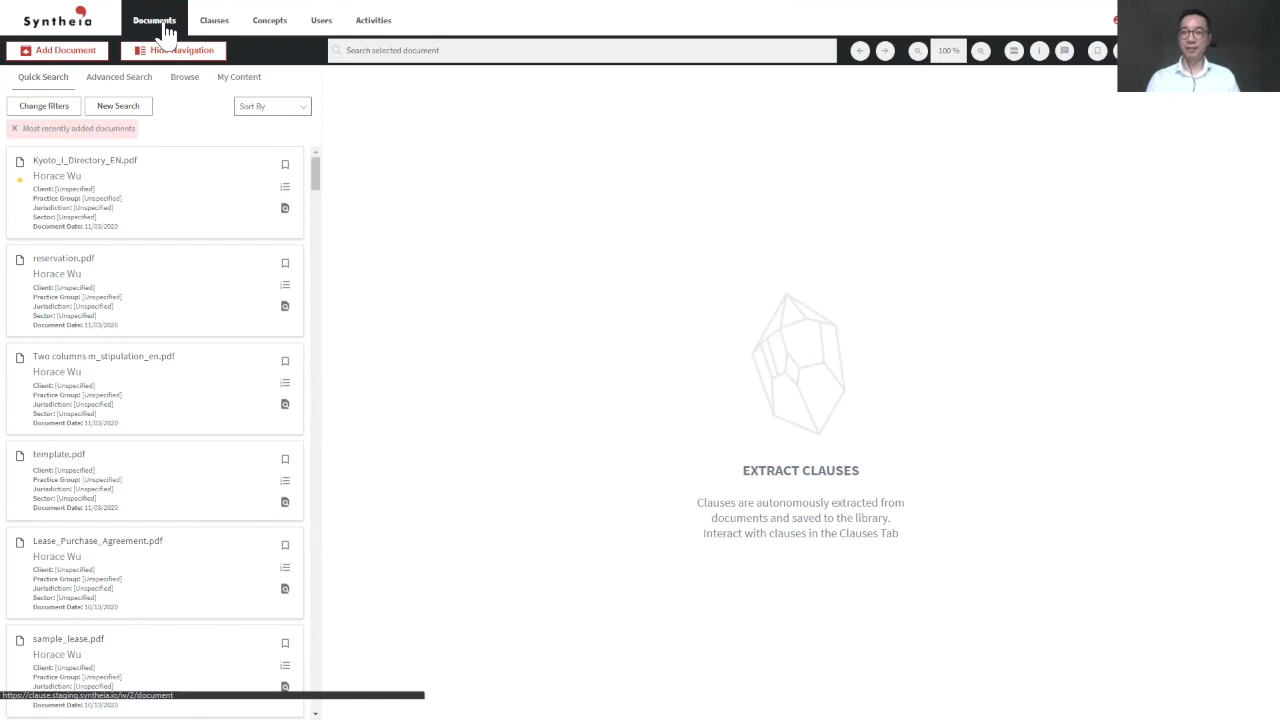 Syntheia
Documents
Clauses
Concepts
Users
Activities
Add Document
Hide Navigation
Search selected document
100 %
Quick Search
Advanced Search
Browse
My Content
Change filters
New Search
Sort By
Most recently added documents
Kyoto_I_Directory_EN.pdf
Horace Wu
Client: [Unspecified]
Practice Group: [Unspecified]
Jurisdiction: [Unspecified]
Sector: [Unspecified]
Document Date: 11/03/2020
reservation.pdf
Horace Wu
Client: [Unspecified]
Practice Group: [Unspecified]
Jurisdiction: [Unspecified]
Sector: [Unspecified]
Document Date: 11/03/2020
Two columns m_stipulation_en.pdf
Horace Wu
Client: [Unspecified]
Practice Group: [Unspecified]
Jurisdiction: [Unspecified]
Sector: [Unspecified]
Document Date: 11/03/2020
template.pdf
Client: [Unspecified]
Practice Group: [Unspecified]
Jurisdiction: [Unspecified]
Sector: [Unspecified]
Document Date: 11/03/2020
Lease_Purchase_Agreement.pdf
Horace Wu
Client: [Unspecified]
Practice Group: [Unspecified]
Jurisdiction: [Unspecified]
Sector: [Unspecified]
Document Date: 10/13/2020
sample_lease.pdf
Horace Wu
Client: [Unspecified]
Practice Group: [Unspecified]
Jurisdiction: [Unspecified]
https://clause.staging.syntheia.io/w/2/document
Document Date: 10/13/2020
EXTRACT CLAUSES
Clauses are autonomously extracted from
documents and saved to the library.
Interact with clauses in the Clauses Tab